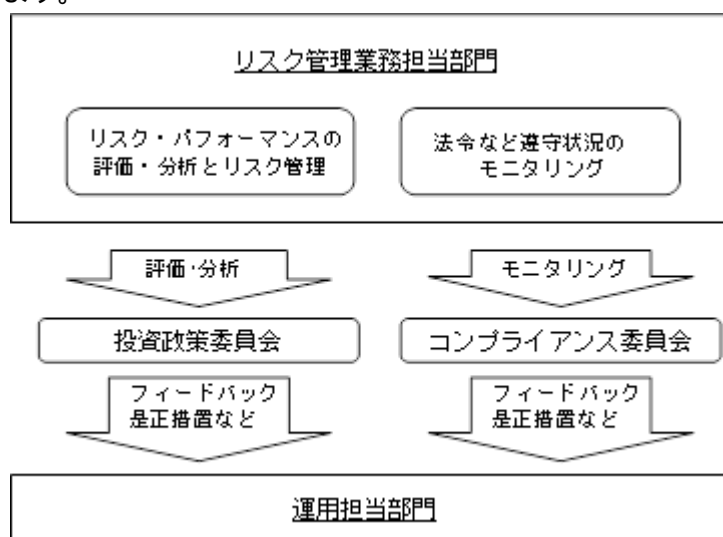 ます。
リスク管理業務担当部門
リスク・パフォーマンスの
評価・分析とリスク管理
法令など遵守状況の
モニタリング
評価・分析
モニタリング
投資政策委員会
コンプライアンス委員会
フィードバック
是正措置など
フィードバック
是正措置など
運用担当部門